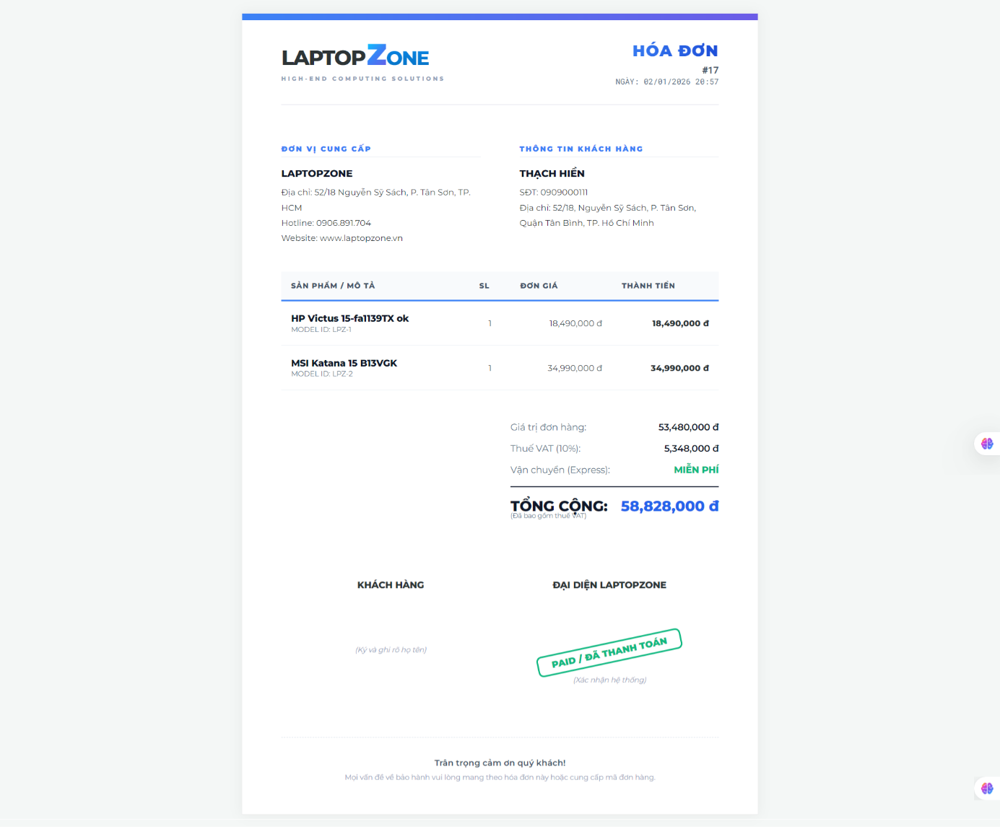 LAPTOPZONE
HIGH-END COMPUTING SOLUTIONS
HÓA ĐƠN
#17
NGÀY: 02/01/2026 20:57
ĐƠN VỊ CUNG CẤP
LAPTOPZONE
Địa chỉ: 52/18 Nguyễn Sỹ Sách, P. Tân Sơn, TP.
HCM
Hotline: 0906.891.704
Website: www.laptopzone.vn
THÔNG TIN KHÁCH HÀNG
THẠCH HIỂN
SĐT: 0909000111
Địa chỉ: 52/18, Nguyễn Sỹ Sách, P. Tân Sơn,
Quận Tân Bình, TP. Hồ Chí Minh
SẢN PHẨM / MÔ TẢ SL ĐƠN GIÁ THÀNH TIỀN
HP Victus 15-fa1139TX ok 1 18,490,000 đ 18,490,000 đ
MODEL ID: LPZ-1
MSI Katana 15 B13VGK 1 34,990,000 đ 34,990,000 đ
MODEL ID: LPZ-2
Giá trị đơn hàng: 53,480,000 đ
Thuế VAT (10%): 5,348,000 đ
Vận chuyển (Express): MIỄN PHÍ
TỔNG CỘNG: 58,828,000 đ
(Đã bao gồm thuế VAT)
KHÁCH HÀNG
(Ký và ghi rõ họ tên)
ĐẠI DIỆN LAPTOPZONE
PAID / ĐÃ THANH TOÁN
(Xác nhận hệ thống)
Trân trọng cảm ơn quý khách!
Mọi vấn đề về bảo hành vui lòng mang theo hóa đơn này hoặc cung cấp mã đơn hàng.